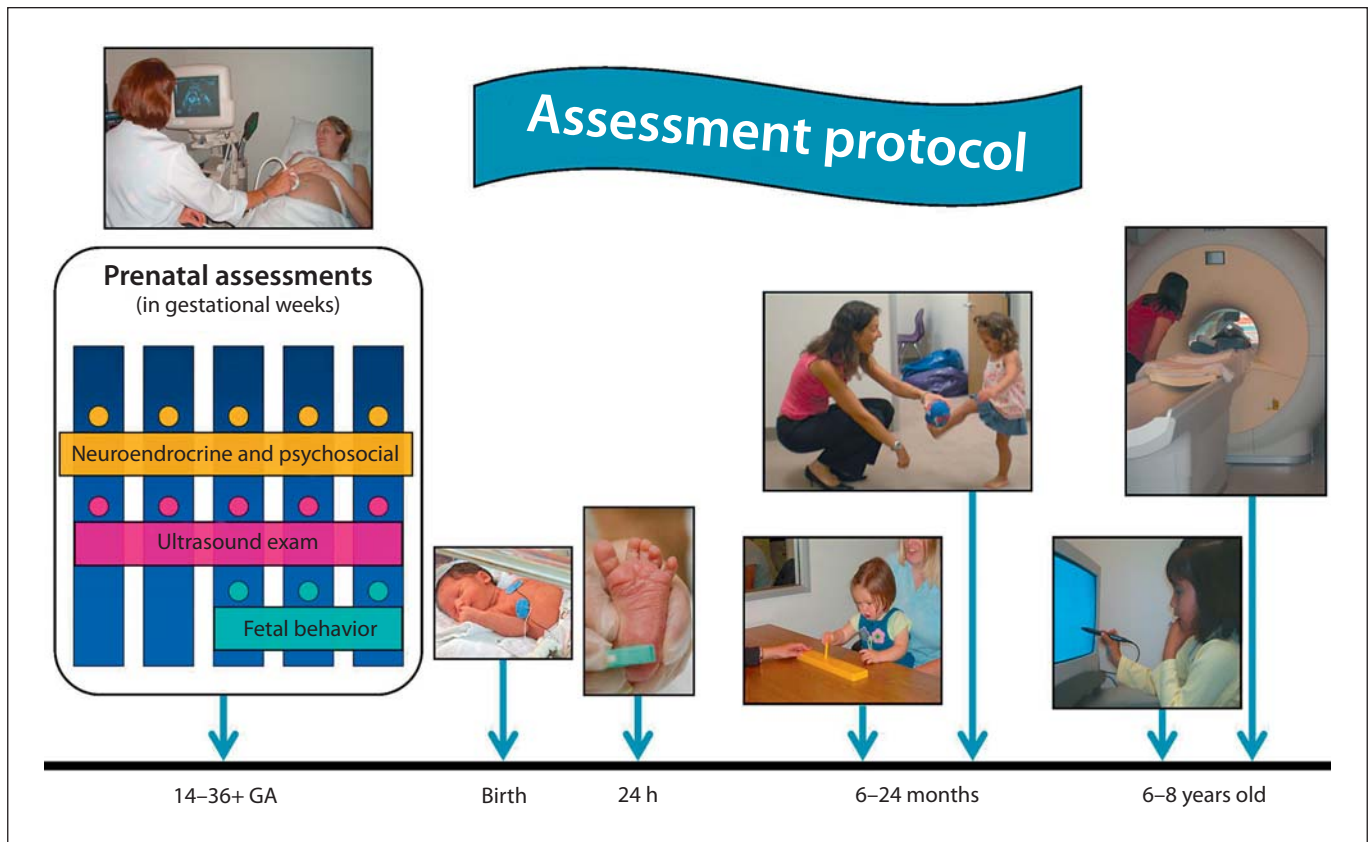 Assessment protocol
Prenatal assessments
(in gestational weeks)
Neuroendrocrine and psychosocial
Ultrasound exam
Fetal behavior
14–36+ GA
Birth
24 h
6–24 months
6–8 years old